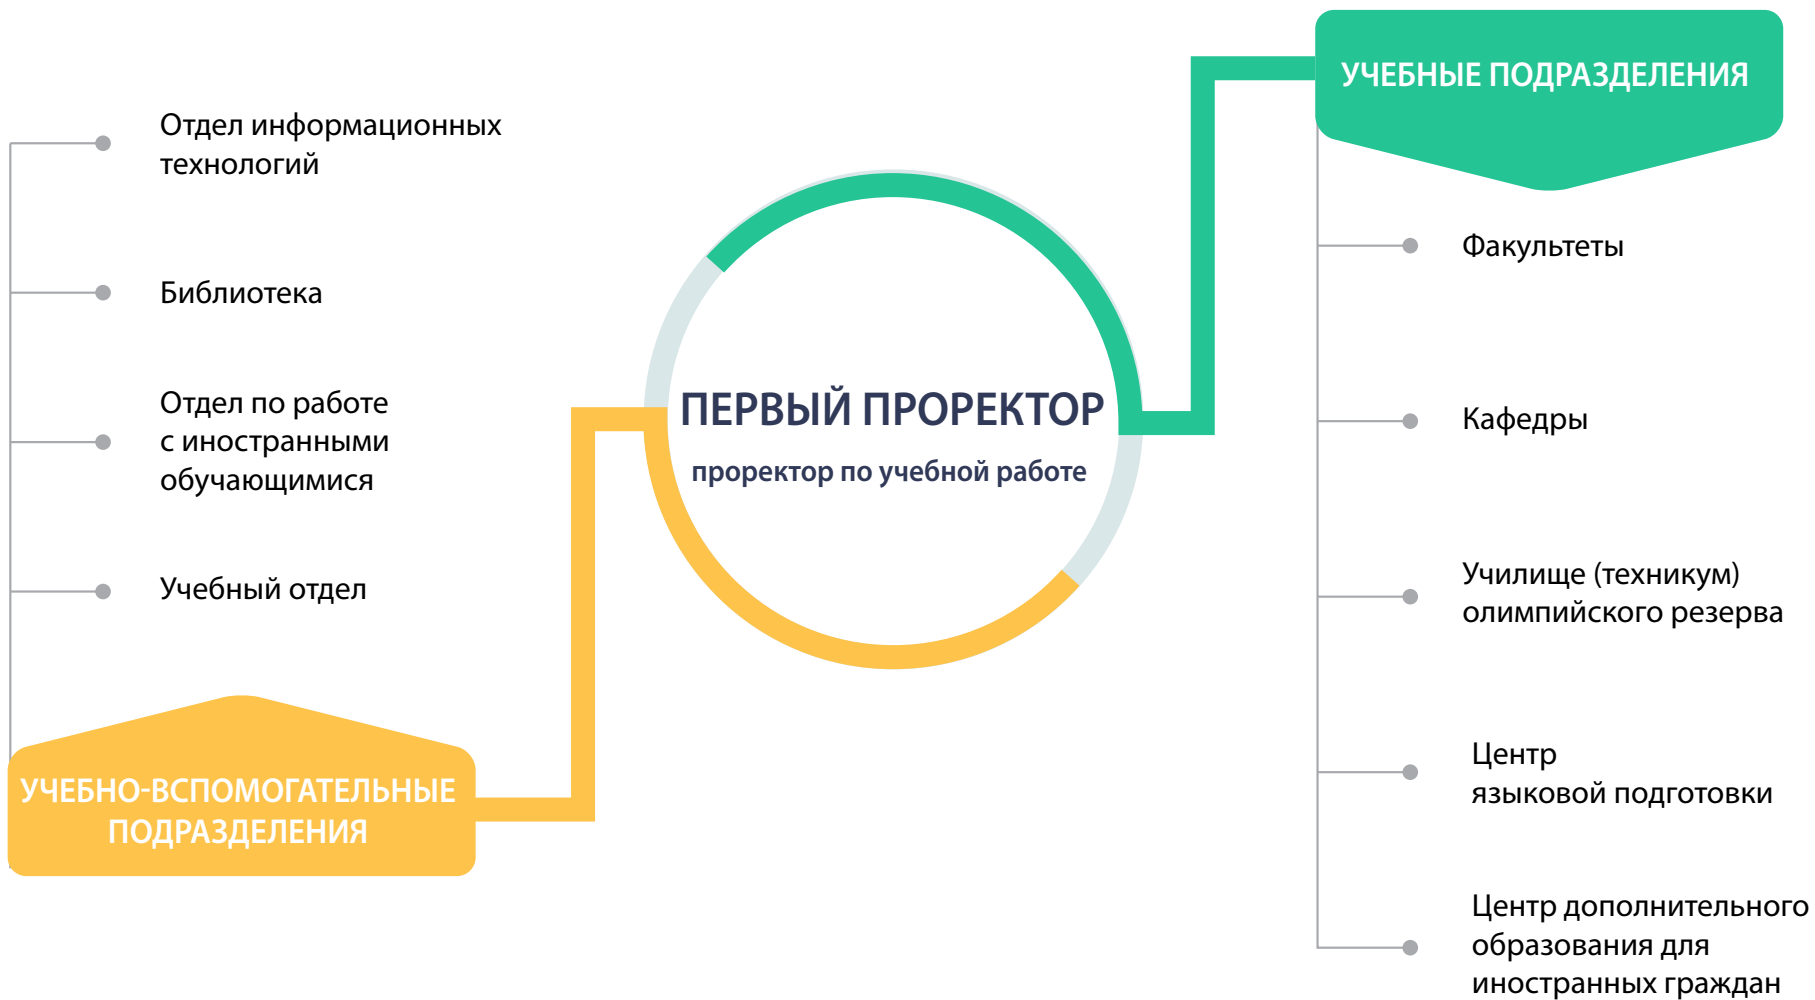 Отдел информационных
технологий
Библиотека
Отдел по работе
с иностранными
обучающимися
Учебный отдел
УЧЕБНО-ВСПОМОГАТЕЛЬНЫЕ
ПОДРАЗДЕЛЕНИЯ
ПЕРВЫЙ ПРОРЕКТОР
проректор по учебной работе
УЧЕБНЫЕ ПОДРАЗДЕЛЕНИЯ
Факультеты
Кафедры
Училище (техникум)
олимпийского резерва
Центр
языковой подготовки
Центр дополнительного
образования для
иностранных граждан